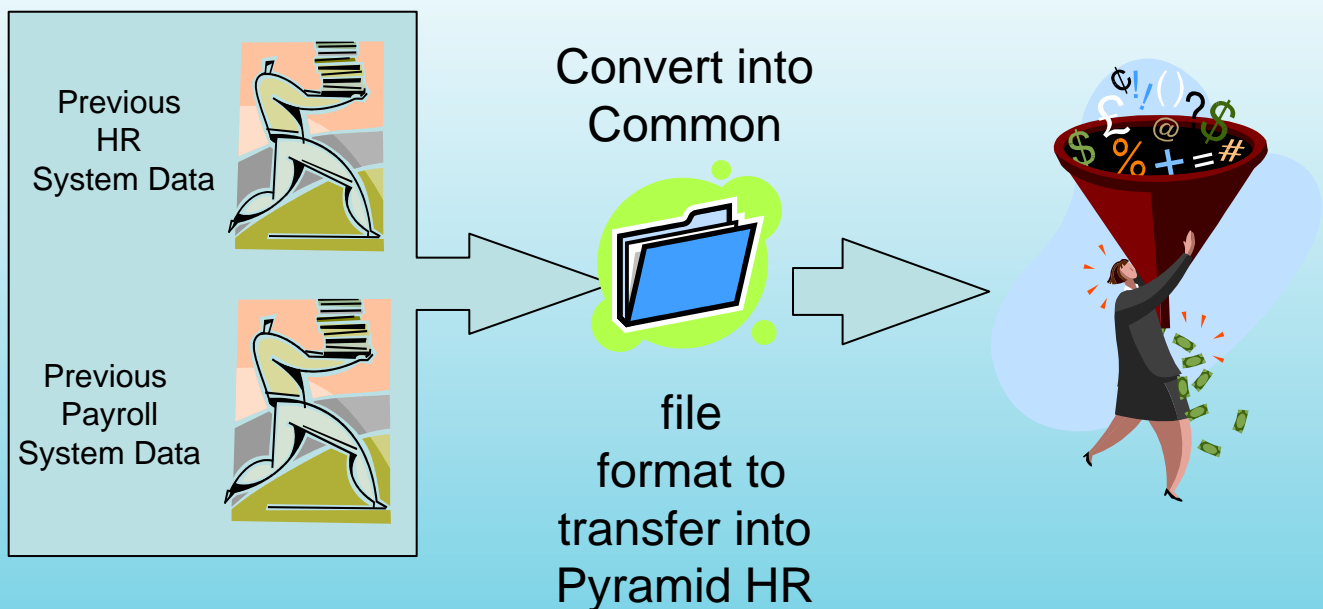 Previous
HR
System Data
Previous
Payroll
System Data
Convert into
Common
file
format to
transfer into
Pyramid HR
¢!!()?
£@$
$%+=#